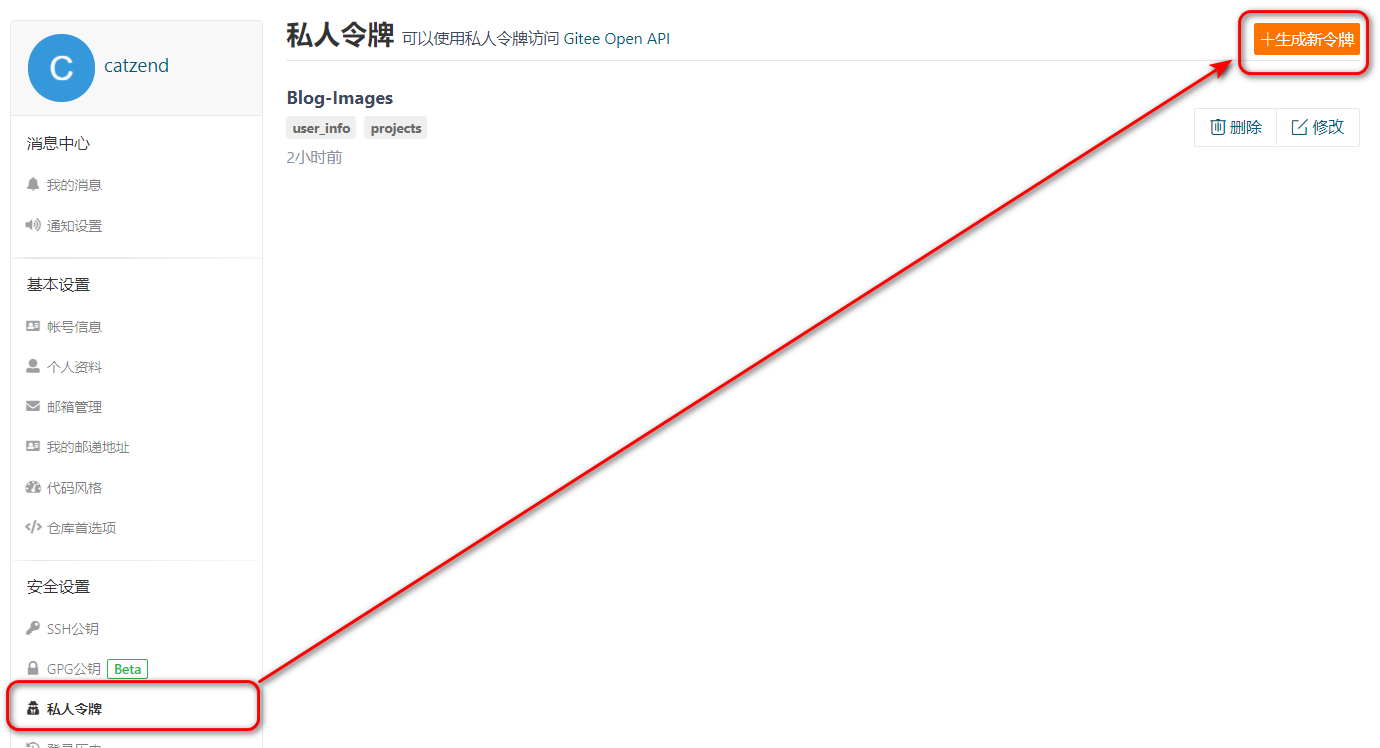 catzend
消息中心
我的消息
通知设置
基本设置
帐号信息
个人资料
邮箱管理
我的邮递地址
代码风格
仓库首选项
安全设置
SSH公钥
GPG公钥 Beta
私人令牌
登录历史
私人令牌 可以使用私人令牌访问 Gitee Open API
+生成新令牌
Blog-Images
user_info projects
2小时前
删除 修改